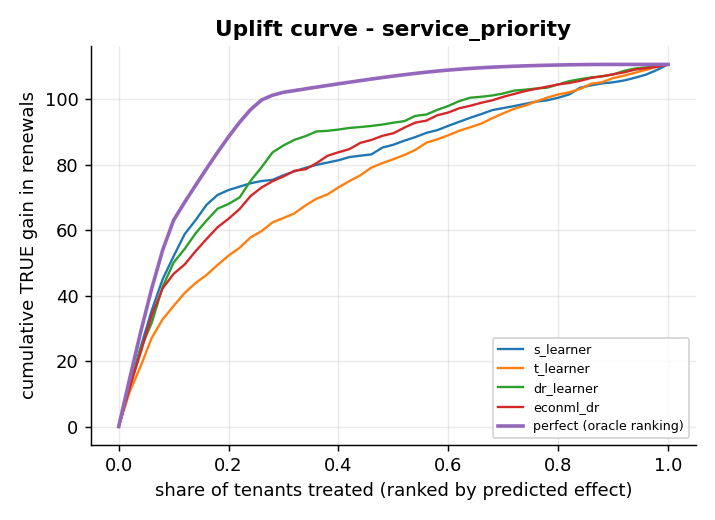 Uplift curve - service_priority
cumulative TRUE gain in renewals
100
80
60
40
20
0
s_learner
t_learner
dr_learner
econml_dr
perfect (oracle ranking)
0.0 0.2 0.4 0.6 0.8 1.0
share of tenants treated (ranked by predicted effect)